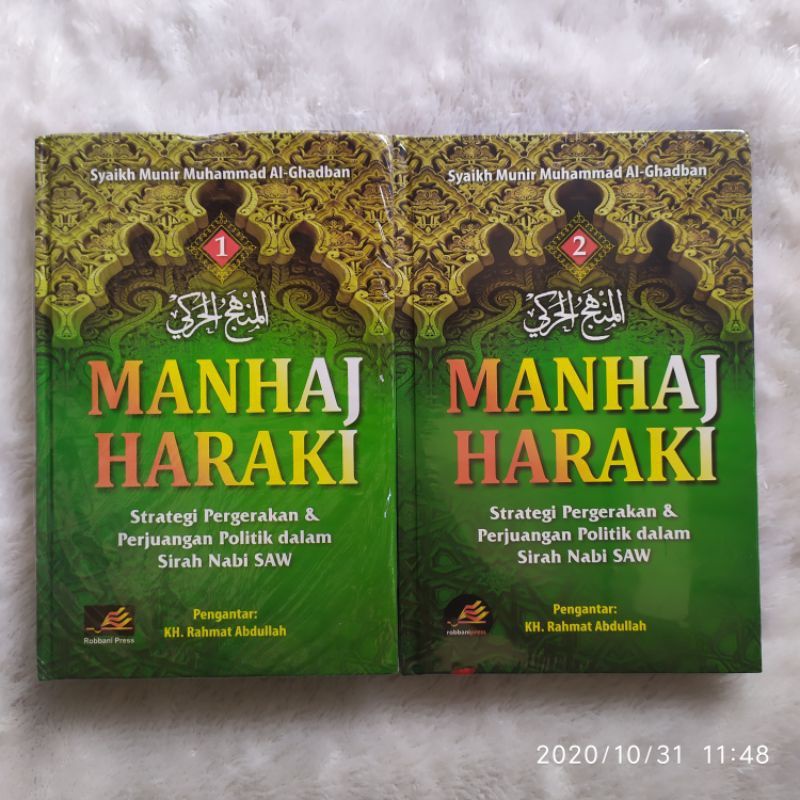 Syaikh Munir Muhammad Al-Ghadban
1
المنهج الحركي
MANHAJ
HARAKI
Strategi Pergerakan &
Perjuangan Politik dalam
Sirah Nabi SAW
Pengantar:
KH. Rahmat Abdullah
Robbani Press
Syaikh Munir Muhammad Al-Ghadban
2
المنهج الحركي
MANHAJ
HARAKI
Strategi Pergerakan &
Perjuangan Politik dalam
Sirah Nabi SAW
Pengantar:
KH. Rahmat Abdullah
robbanipress
2020/10/31 11:48